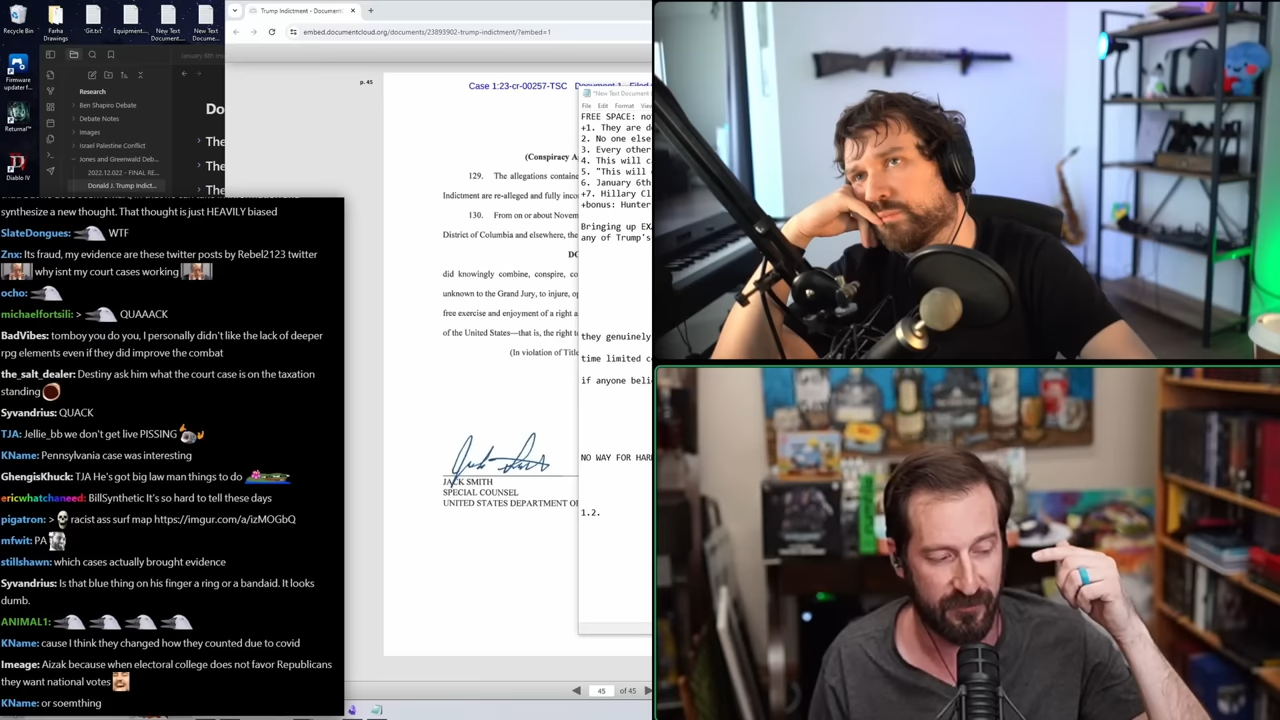 Recycle Bin
Farha
Drawings
'Git.txt
Equipment...
New Text
Document...
New Text
Document...
Firmware
updater f...
Returnal™
Diablo IV
Research
Ben Shapiro Debate
Debate Notes
Images
Israel Palestine Conflict
Jones and Greenwald Deb...
2022.12.022 - FINAL RE...
Donald J. Trump Indict...
Do
The
The
The
Trump Indictment - Document
embed.documentcloud.org/documents/23893902-trump-indictment/?embed=1
p. 45
Case 1:23-cr-00257-TSC Document 1 Filed
(Conspiracy A
129. The allegations containe
Indictment are re-alleged and fully incor
130. From on or about Novem
District of Columbia and elsewhere, the
DO
did knowingly combine, conspire, co
unknown to the Grand Jury, to injure, op
free exercise and enjoyment of a right a
of the United States—that is, the right t
(In violation of Title
JACK SMITH
SPECIAL COUNSEL
UNITED STATES DEPARTMENT OF
45 of 45
*New Text Document
File Edit Format View
FREE SPACE: no
+1. They are d
2. No one else
3. Every other
4. This will c
5. "This will
6. January 6th
+7. Hillary Cl
+bonus: Hunter
Bringing up EX
any of Trump's
they genuinely
time limited c
if anyone beli
NO WAY FOR HAR
1.2.
synthesize a new thought. That thought is just HEAVILY biased
SlateDongues: WTF
Znx: Its fraud, my evidence are these twitter posts by Rebel2123 twitter
why isnt my court cases working
ocho:
michaelfortsili: > QUAAACK
BadVibes: tomboy you do you, I personally didn't like the lack of deeper
rpg elements even if they did improve the combat
the_salt_dealer: Destiny ask him what the court case is on the taxation
standing
Syvandrius: QUACK
TJA: Jellie_bb we don't get live PISSING
KName: Pennsylvania case was interesting
GhengisKhuck: TJA He's got big law man things to do
ericwhatchaneed: BillSynthetic It's so hard to tell these days
pigatron: > racist ass surf map https://imgur.com/a/izMOGbQ
mfwit: PA
stillshawn: which cases actually brought evidence
Syvandrius: Is that blue thing on his finger a ring or a bandaid. It looks
dumb.
ANIMAL1:
KName: cause I think they changed how they counted due to covid
Imeage: Aizak because when electoral college does not favor Republicans
they want national votes
KName: or soemthing